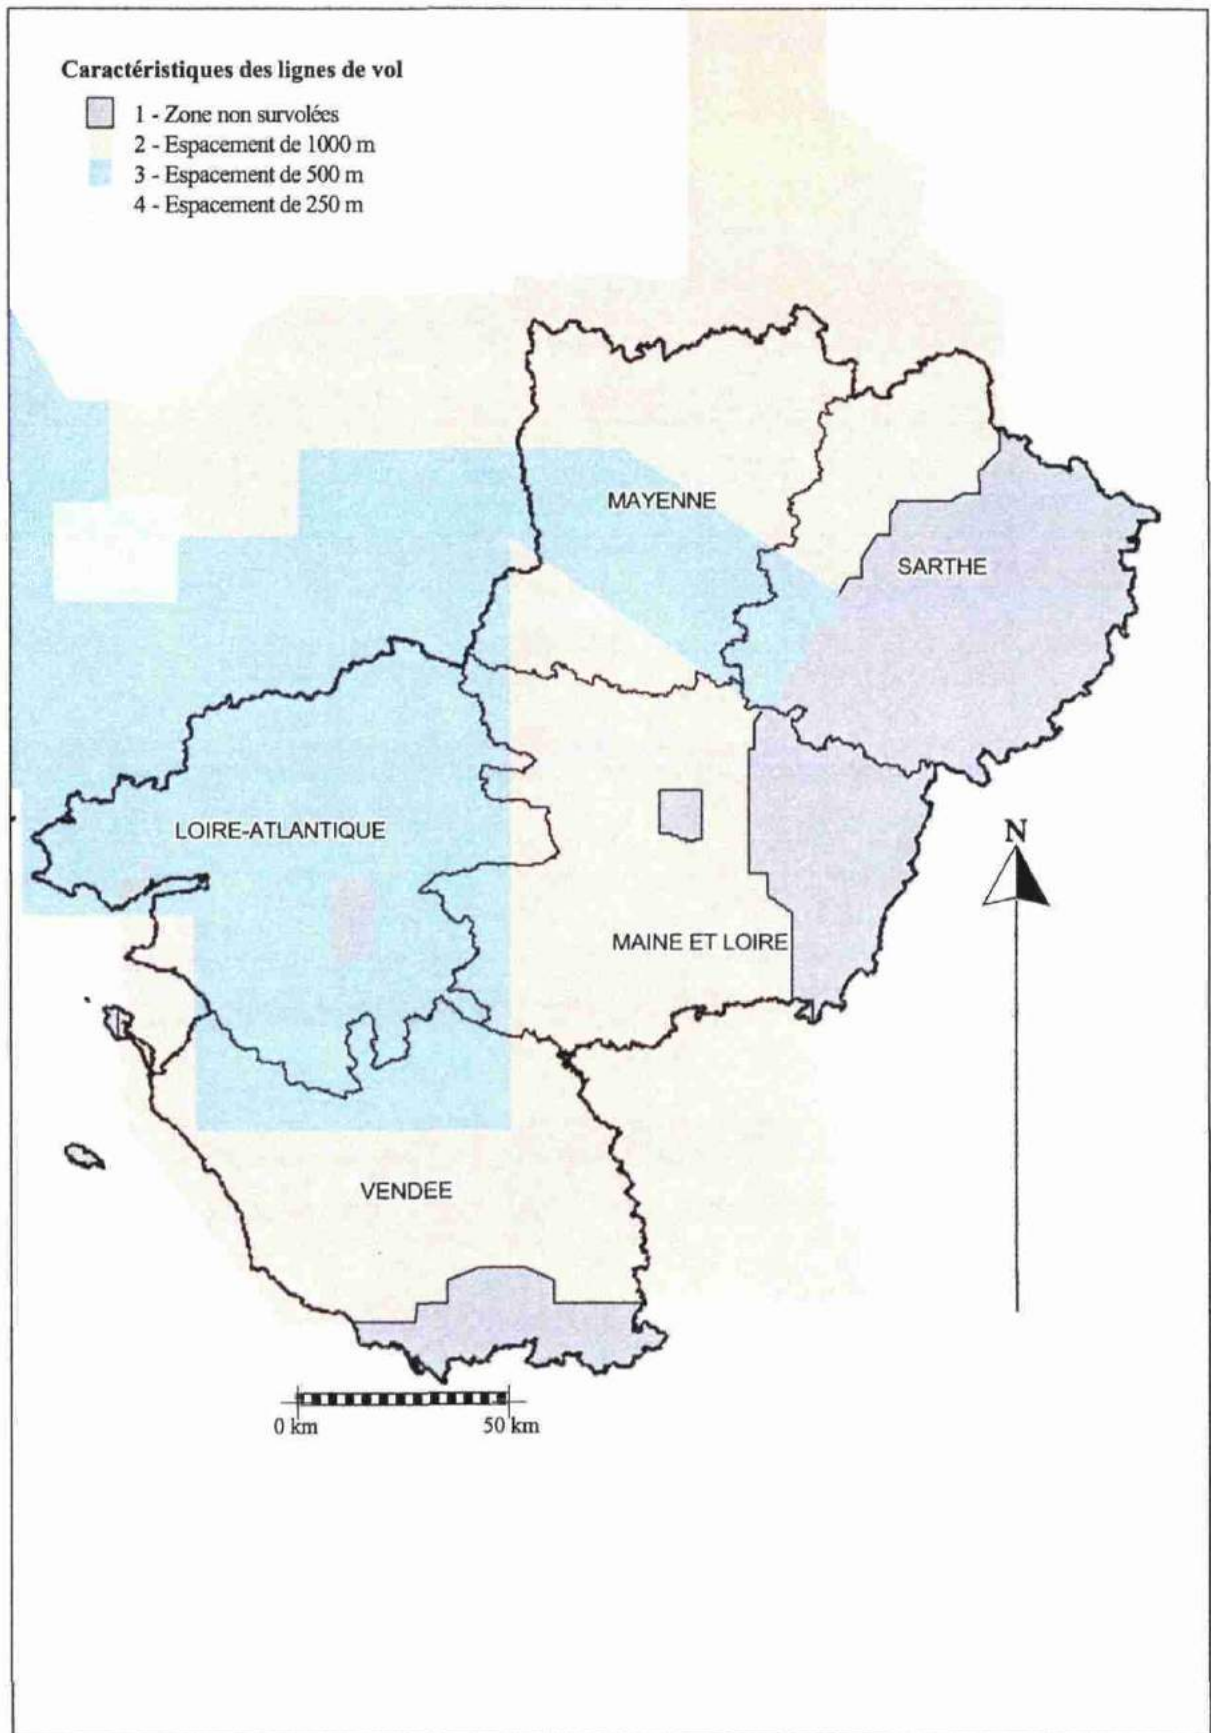 Caractéristiques des lignes de vol
1 - Zone non survolées
2 - Espacement de 1000 m
3 - Espacement de 500 m
4 - Espacement de 250 m
MAYENNE
SARTHE
LOIRE-ATLANTIQUE
N
MAINE ET LOIRE
VENDEE
0 km
50 km